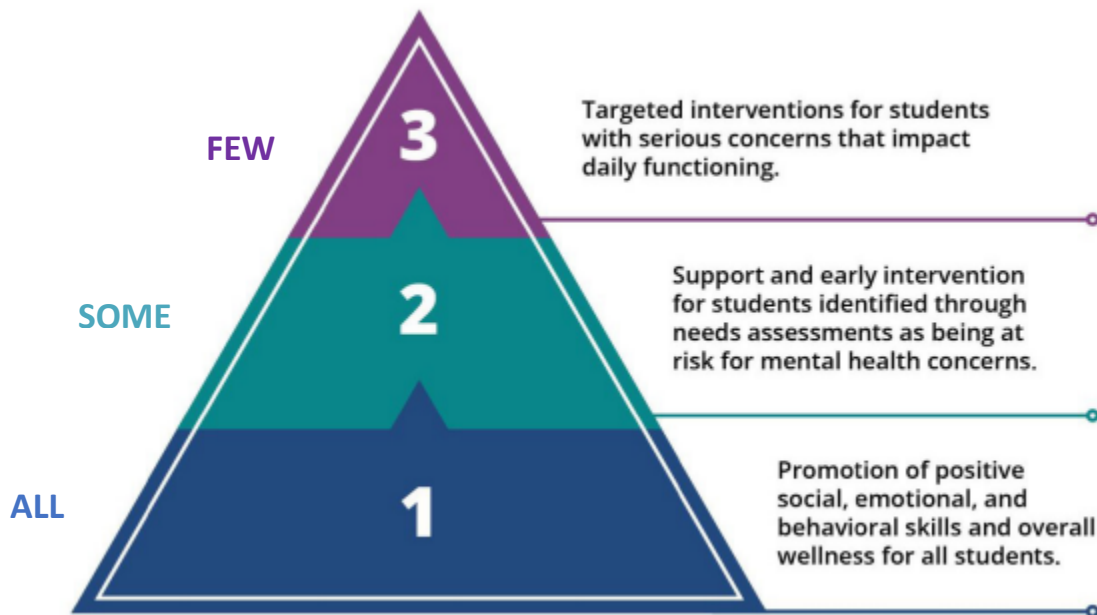 FEW
3
Targeted interventions for students
with serious concerns that impact
daily functioning.
SOME
2
Support and early intervention
for students identified through
needs assessments as being at
risk for mental health concerns.
ALL
1
Promotion of positive
social, emotional, and
behavioral skills and overall
wellness for all students.